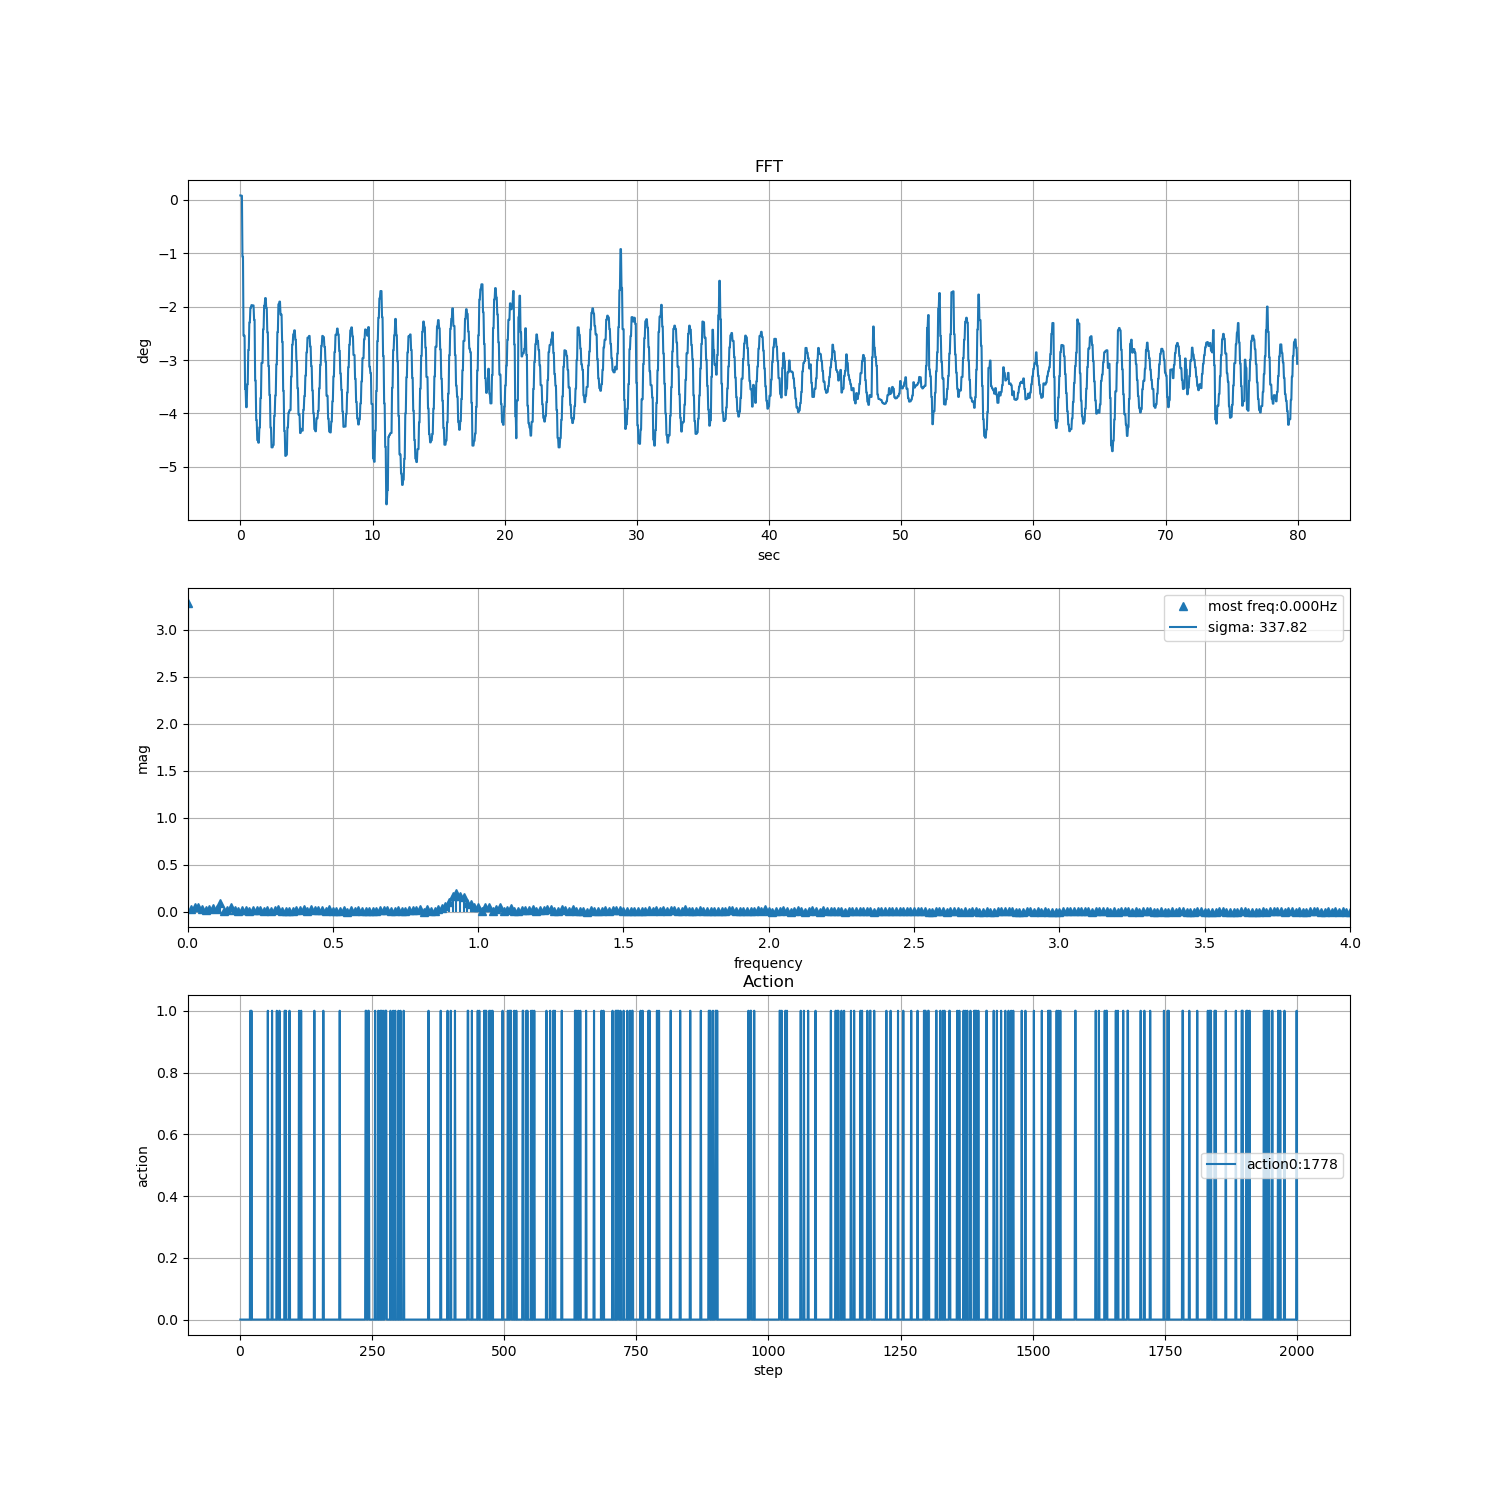 FFT
0
−1
−2
−3
−4
−5
deg
0 10 20 30 40 50 60 70 80
sec
most freq:0.000Hz
sigma: 337.82
3.0
2.5
2.0
1.5
1.0
0.5
0.0
mag
0.0 0.5 1.0 1.5 2.0 2.5 3.0 3.5 4.0
frequency
Action
1.0
0.8
0.6
0.4
0.2
0.0
action
action0:1778
0 250 500 750 1000 1250 1500 1750 2000
step